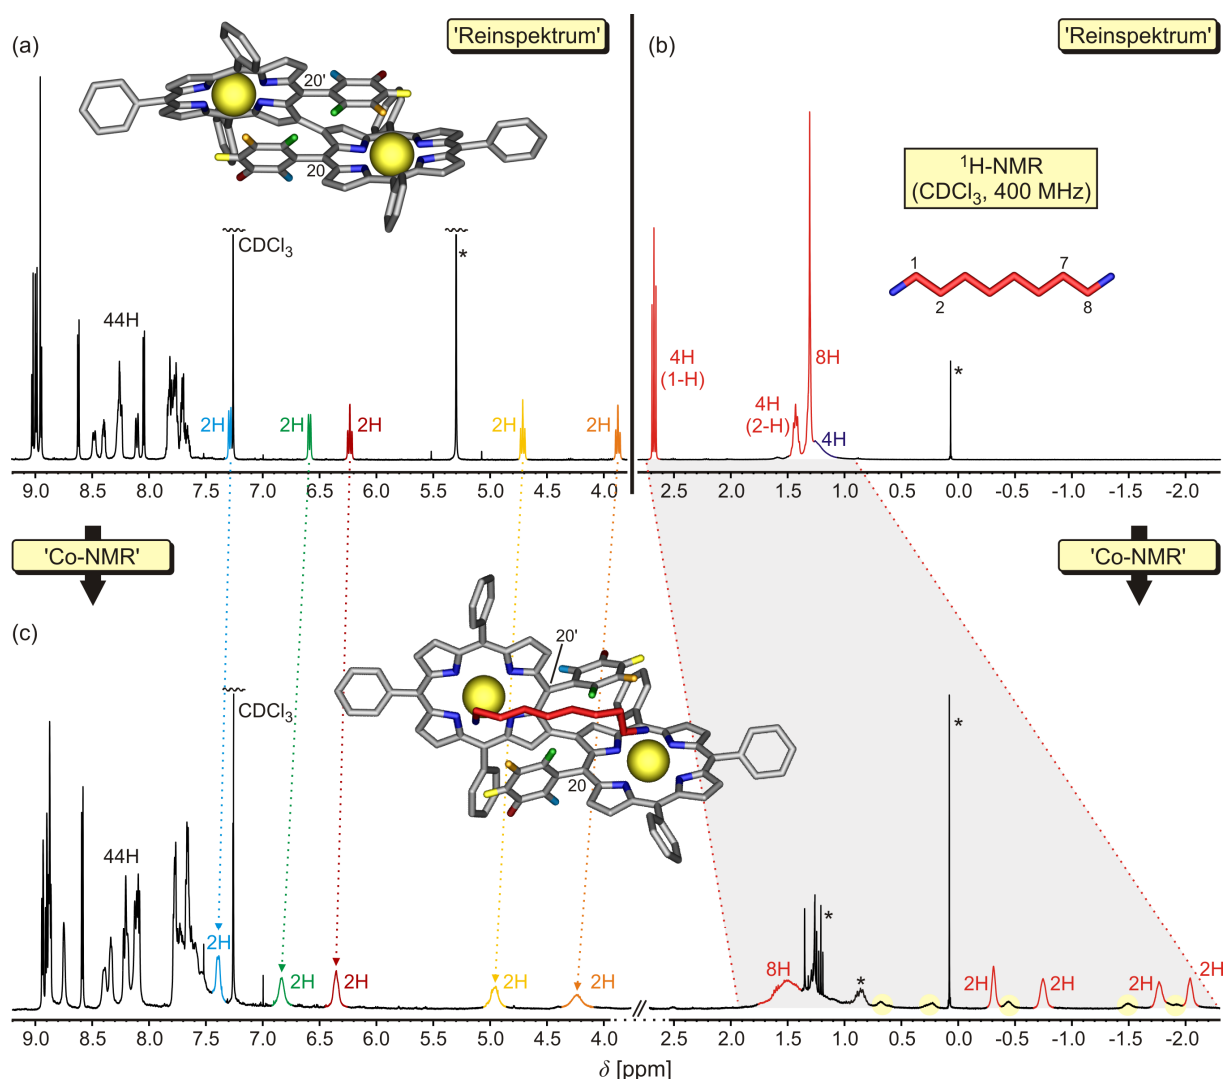 (a)
'Reinspektrum'
20'
20
CDCl₃
*
44H
2H
2H
2H
2H
2H
9.0 8.5 8.0 7.5 7.0 6.5 6.0 5.5 5.0 4.5 4.0
(b)
'Reinspektrum'
¹H-NMR
(CDCl₃, 400 MHz)
1
7
2
8
4H
(1-H)
8H
4H
(2-H)
4H
*
2.5 2.0 1.5 1.0 0.5 0.0 -0.5 -1.0 -1.5 -2.0
'Co-NMR'
'Co-NMR'
(c)
20'
20
CDCl₃
44H
2H
2H
2H
2H
2H
8H
*
*
*
2H
2H
2H
2H
9.0 8.5 8.0 7.5 7.0 6.5 6.0 5.5 5.0 4.5 4.0 // 2.5 2.0 1.5 1.0 0.5 0.0 -0.5 -1.0 -1.5 -2.0
δ [ppm]